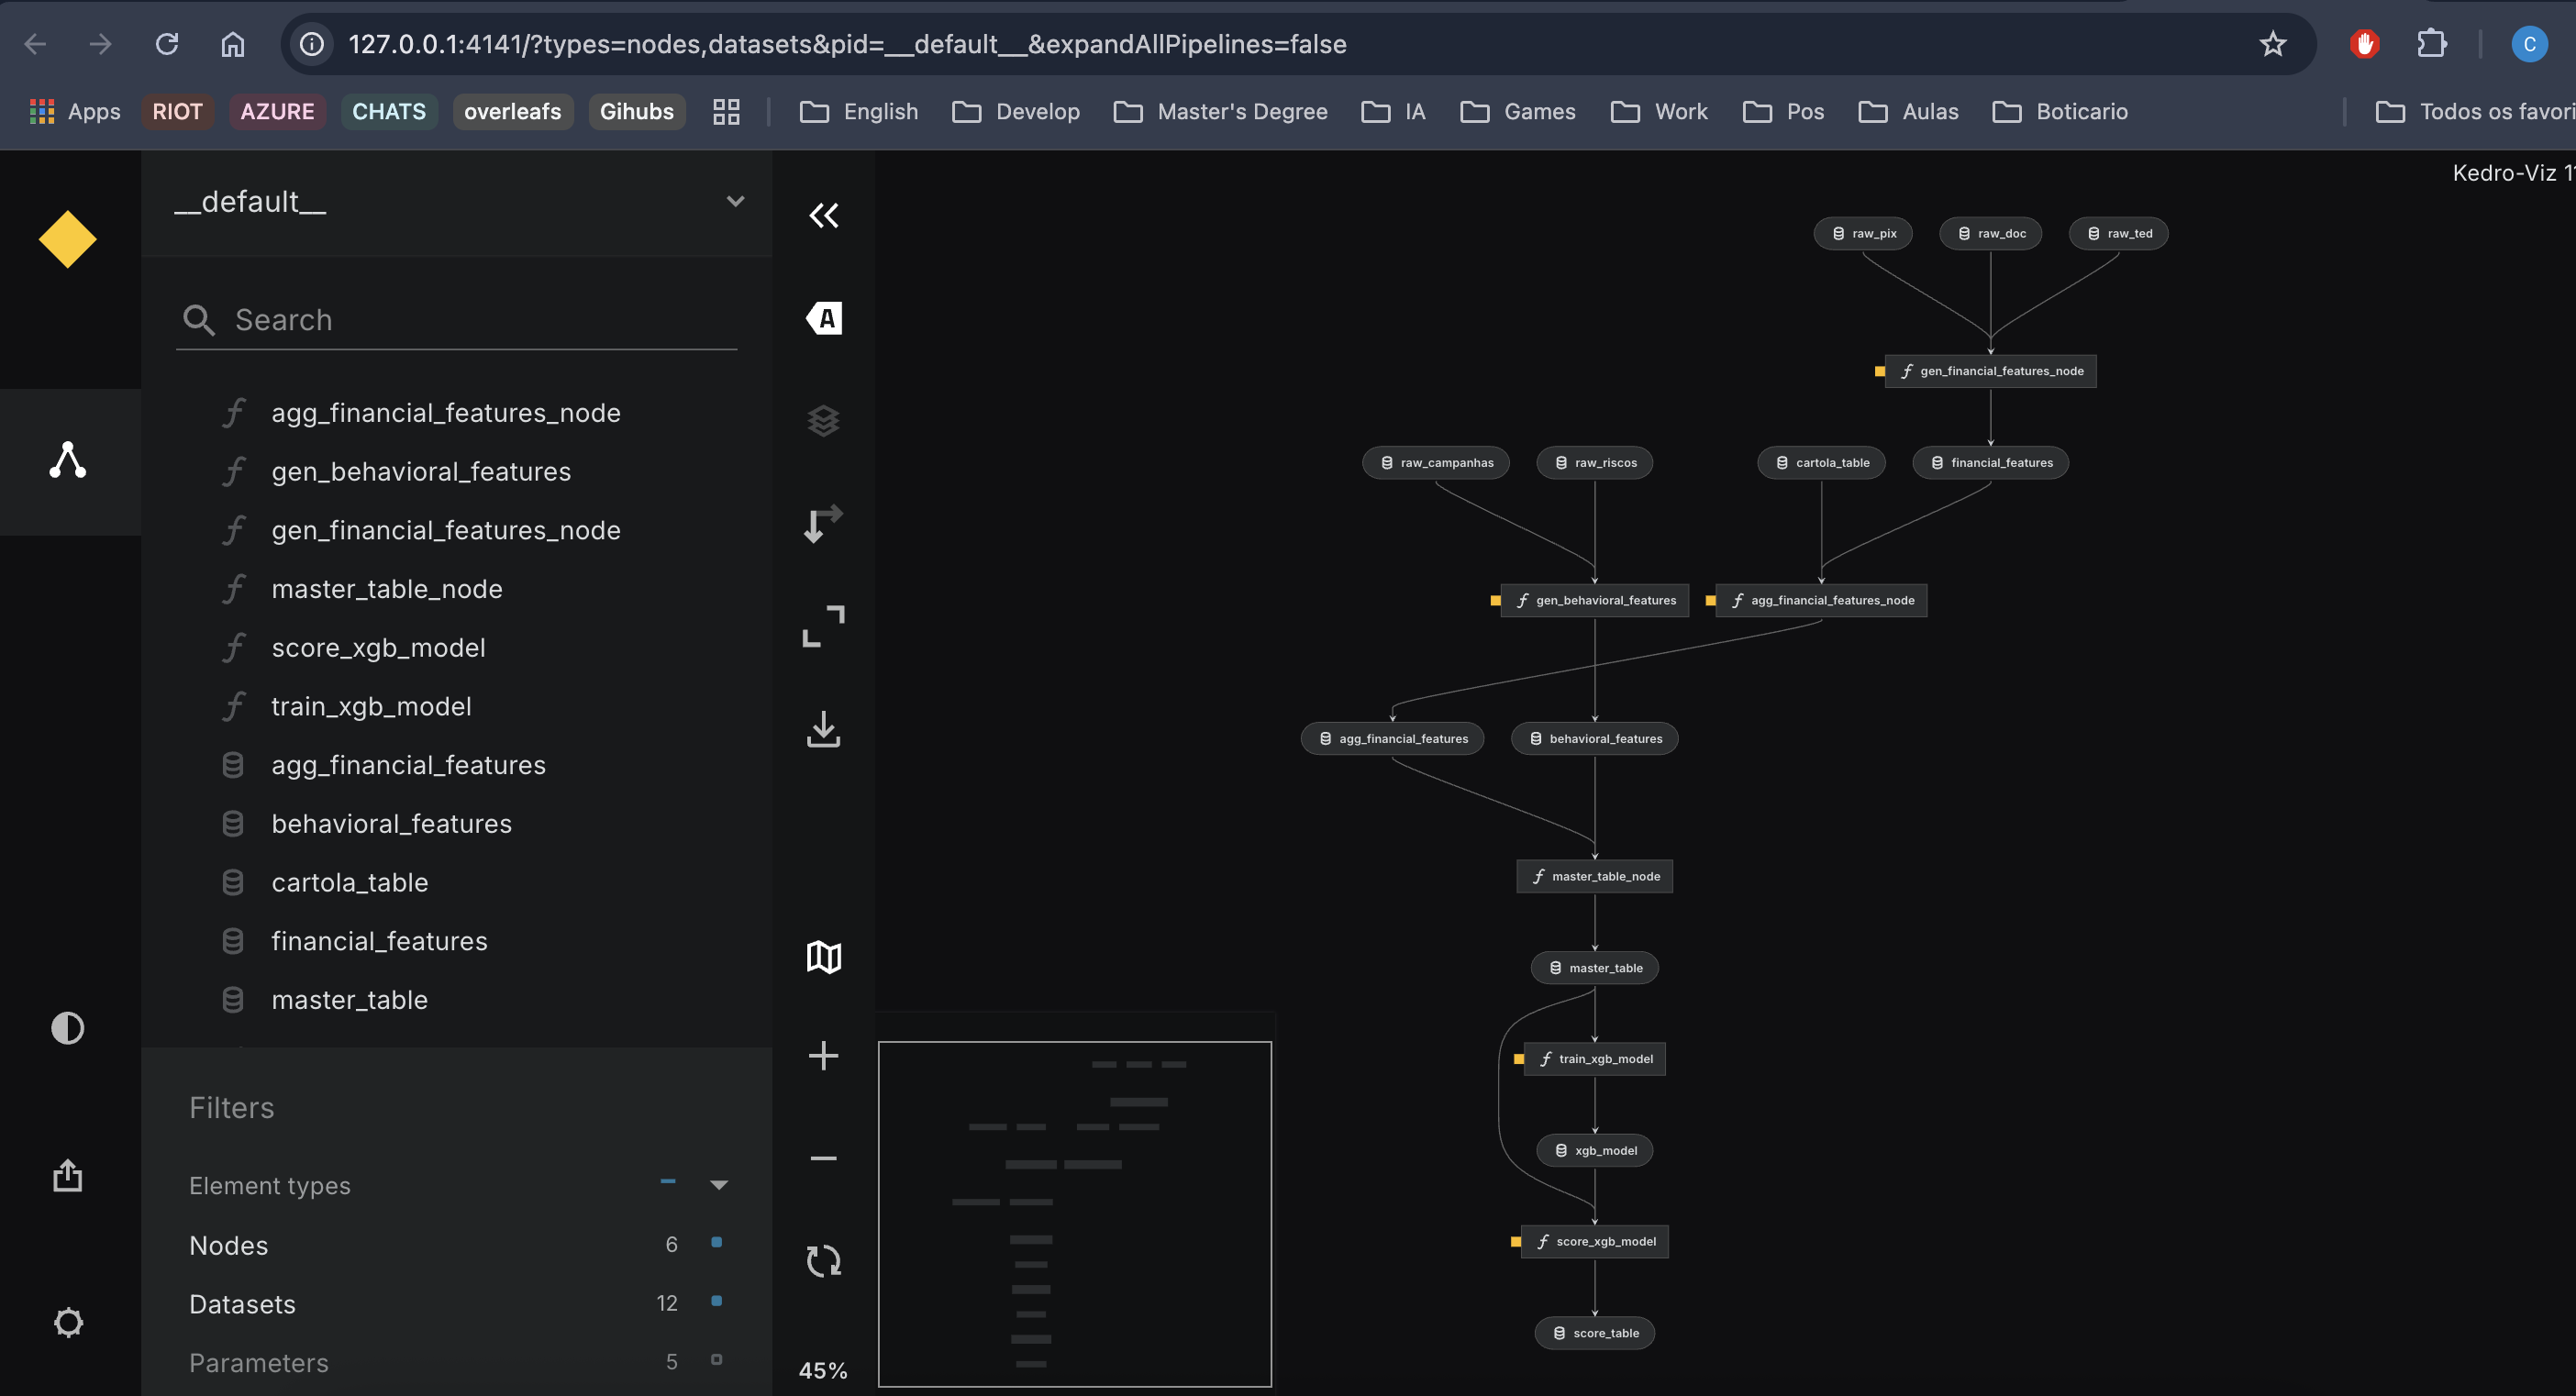 127.0.0.1:4141/?types=nodes,datasets&pid=__default__&expandAllPipelines=false
C
Apps
RIOT
AZURE
CHATS
overleafs
Gihubs
English
Develop
Master's Degree
IA
Games
Work
Pos
Aulas
Boticario
Todos os favori
__default__
Search
agg_financial_features_node
gen_behavioral_features
gen_financial_features_node
master_table_node
score_xgb_model
train_xgb_model
agg_financial_features
behavioral_features
cartola_table
financial_features
master_table
Filters
Element types
Nodes 6
Datasets 12
Parameters 5
A
45%
Kedro-Viz 1
raw_pix
raw_doc
raw_ted
gen_financial_features_node
raw_campanhas
raw_riscos
cartola_table
financial_features
gen_behavioral_features
agg_financial_features_node
agg_financial_features
behavioral_features
master_table_node
master_table
train_xgb_model
xgb_model
score_xgb_model
score_table